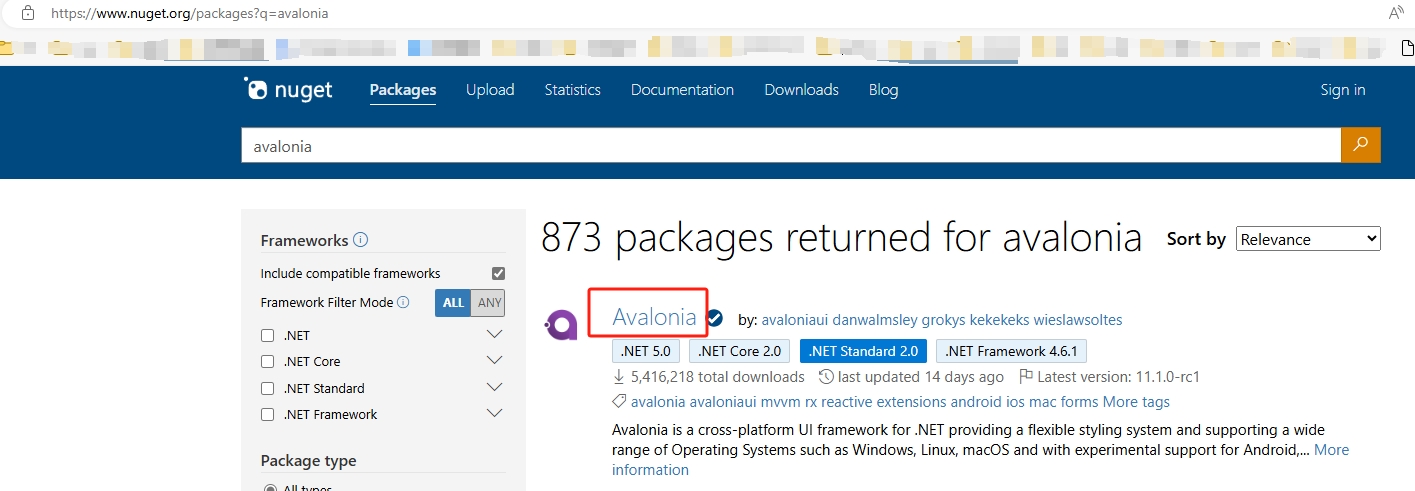 https://www.nuget.org/packages?q=avalonia
nuget Packages Upload Statistics Documentation Downloads Blog Sign in
avalonia
873 packages returned for avalonia
Sort by Relevance
Frameworks
Include compatible frameworks
Framework Filter Mode ALL ANY
.NET
.NET Core
.NET Standard
.NET Framework
Package type
All types
Avalonia by: avaloniaui danwalmsley grokys kekekeks wieslawsoltes
.NET 5.0 .NET Core 2.0 .NET Standard 2.0 .NET Framework 4.6.1
5,416,218 total downloads last updated 14 days ago Latest version: 11.1.0-rc1
avalonia avaloniaui mvvm rx reactive extensions android ios mac forms More tags
Avalonia is a cross-platform UI framework for .NET providing a flexible styling system and supporting a wide
range of Operating Systems such as Windows, Linux, macOS and with experimental support for Android,... More
information